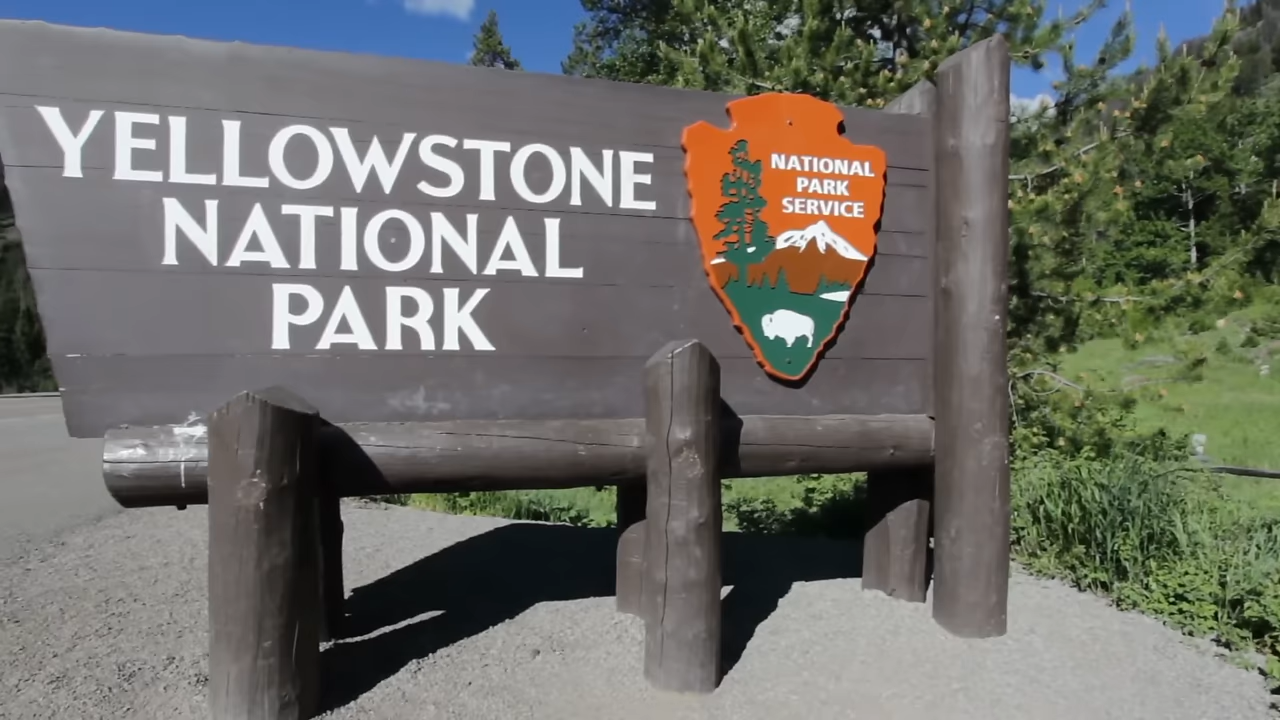 YELLOWSTONE
NATIONAL
PARK
NATIONAL
PARK
SERVICE